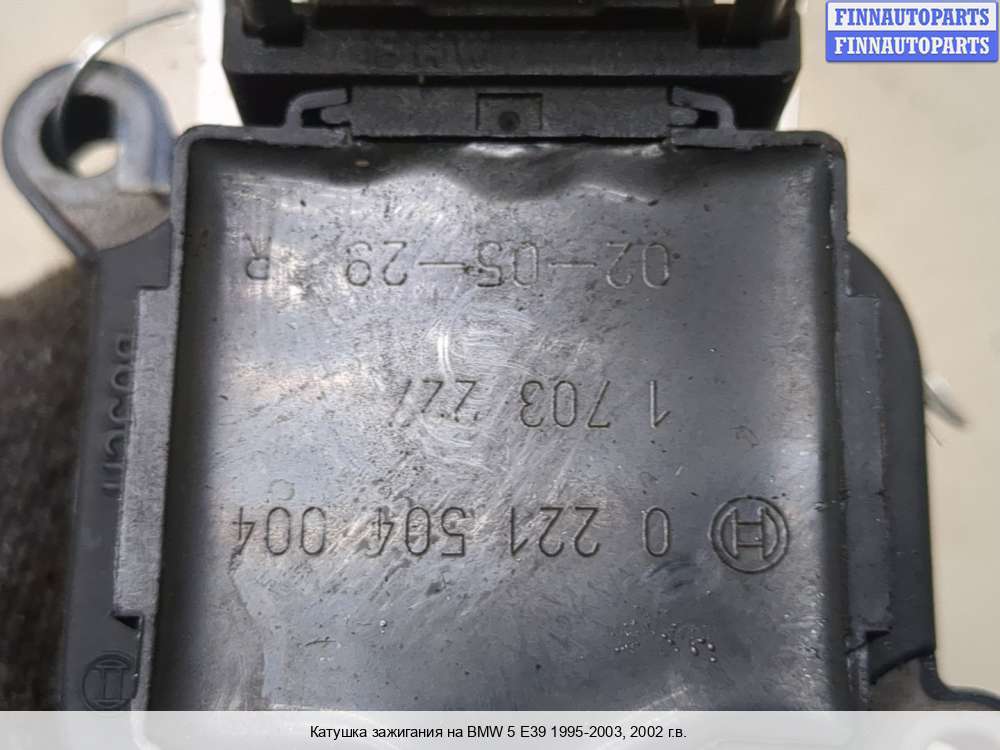 FINNAUTOPARTS
FINNAUTOPARTS
0 221 504 004
1 703 227
02-05-29 R
BOSCH
Катушка зажигания на BMW 5 E39 1995-2003, 2002 г.в.